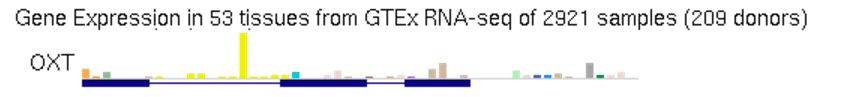 Gene Expression in 53 tissues from GTEx RNA-seq of 2921 samples (209 donors)
OXT